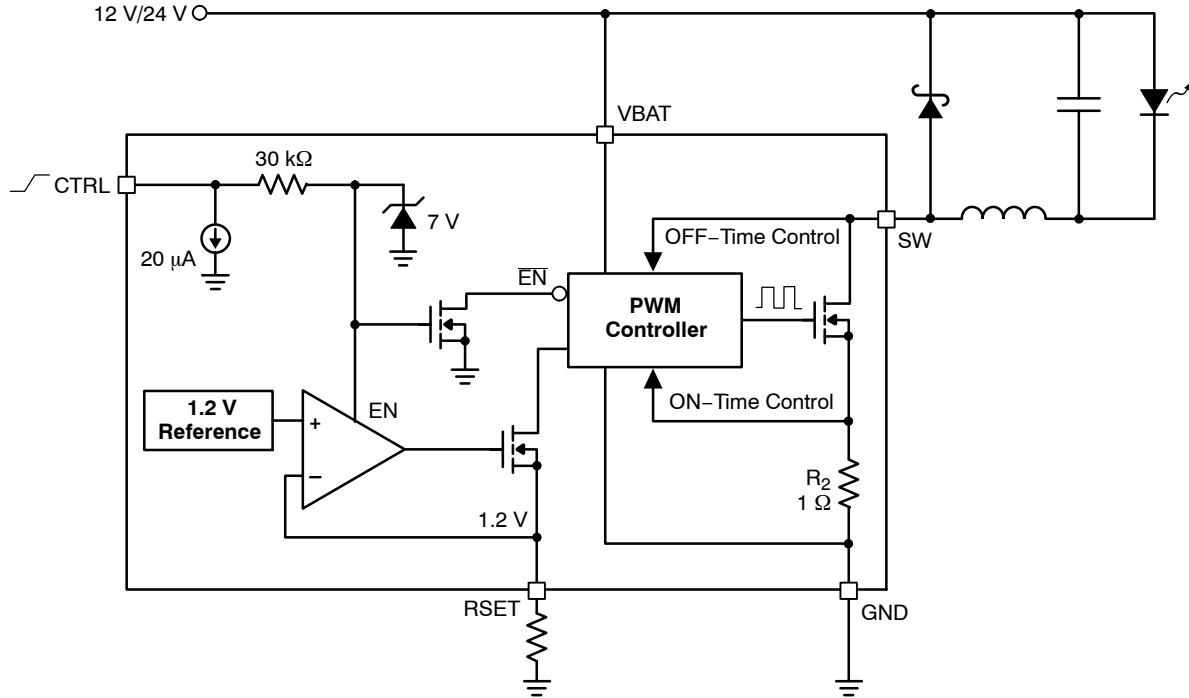 12 V/24 V
VBAT
30 kΩ
CTRL
7 V
20 μA
SW
OFF–Time Control
EN
PWM
Controller
ON–Time Control
1.2 V
Reference
EN
+
–
R2
1 Ω
1.2 V
RSET
GND